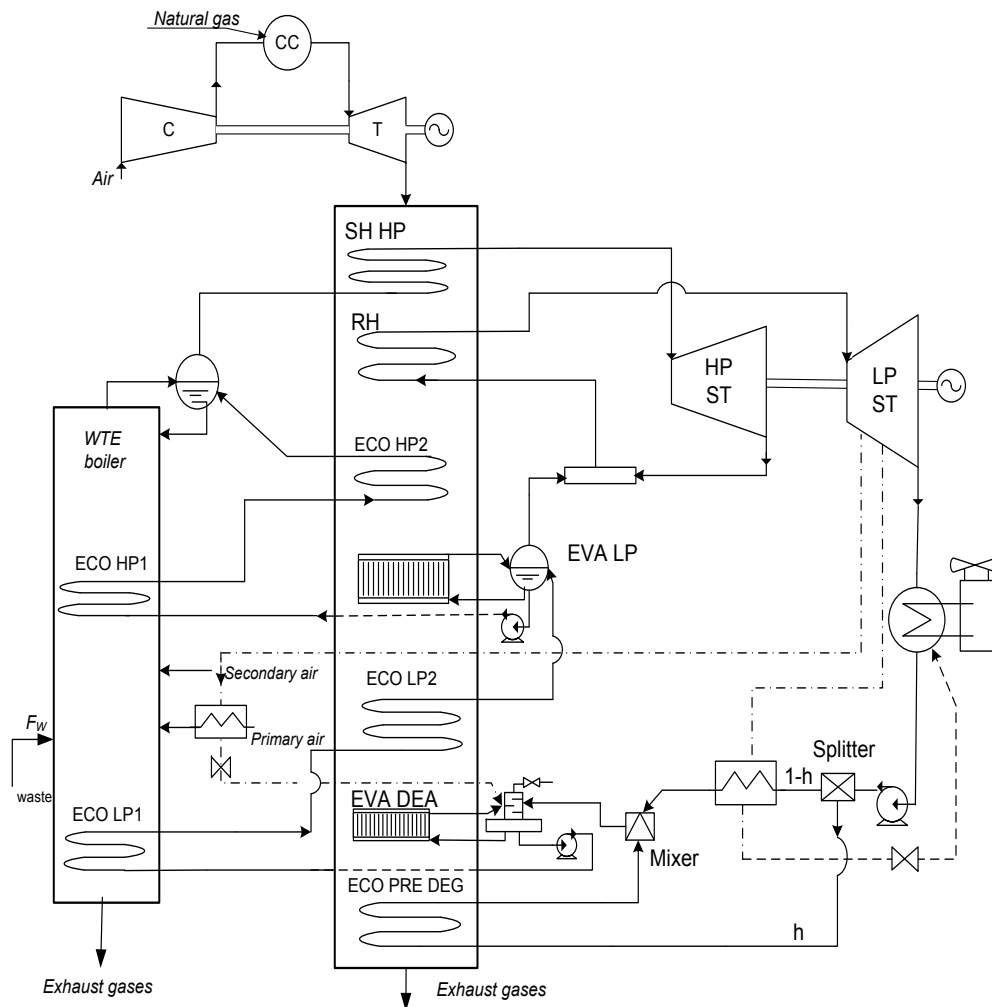 Natural gas
CC
C
T
Air
SH HP
RH
HP
ST
LP
ST
WTE
boiler
ECO HP2
ECO HP1
EVA LP
Secondary air
ECO LP2
Fw
Primary air
waste
Splitter
1-h
EVA DEA
ECO LP1
Mixer
ECO PRE DEG
h
Exhaust gases
Exhaust gases